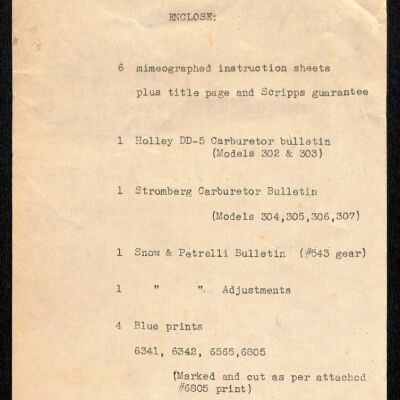 ENCLOSE:
6 mimeographed instruction sheets
plus title page and Scripps guarantee
1 Holley DD-5 Carburetor bulletin
(Models 302 & 303)
1 Stromberg Carburetor Bulletin
(Models 304,305,306,307)
1 Snow & Petrelli Bulletin (#543 gear)
1 " " Adjustments
4 Blue prints
6341, 6342, 6565,6805
(Marked and cut as per attached
#6805 print)